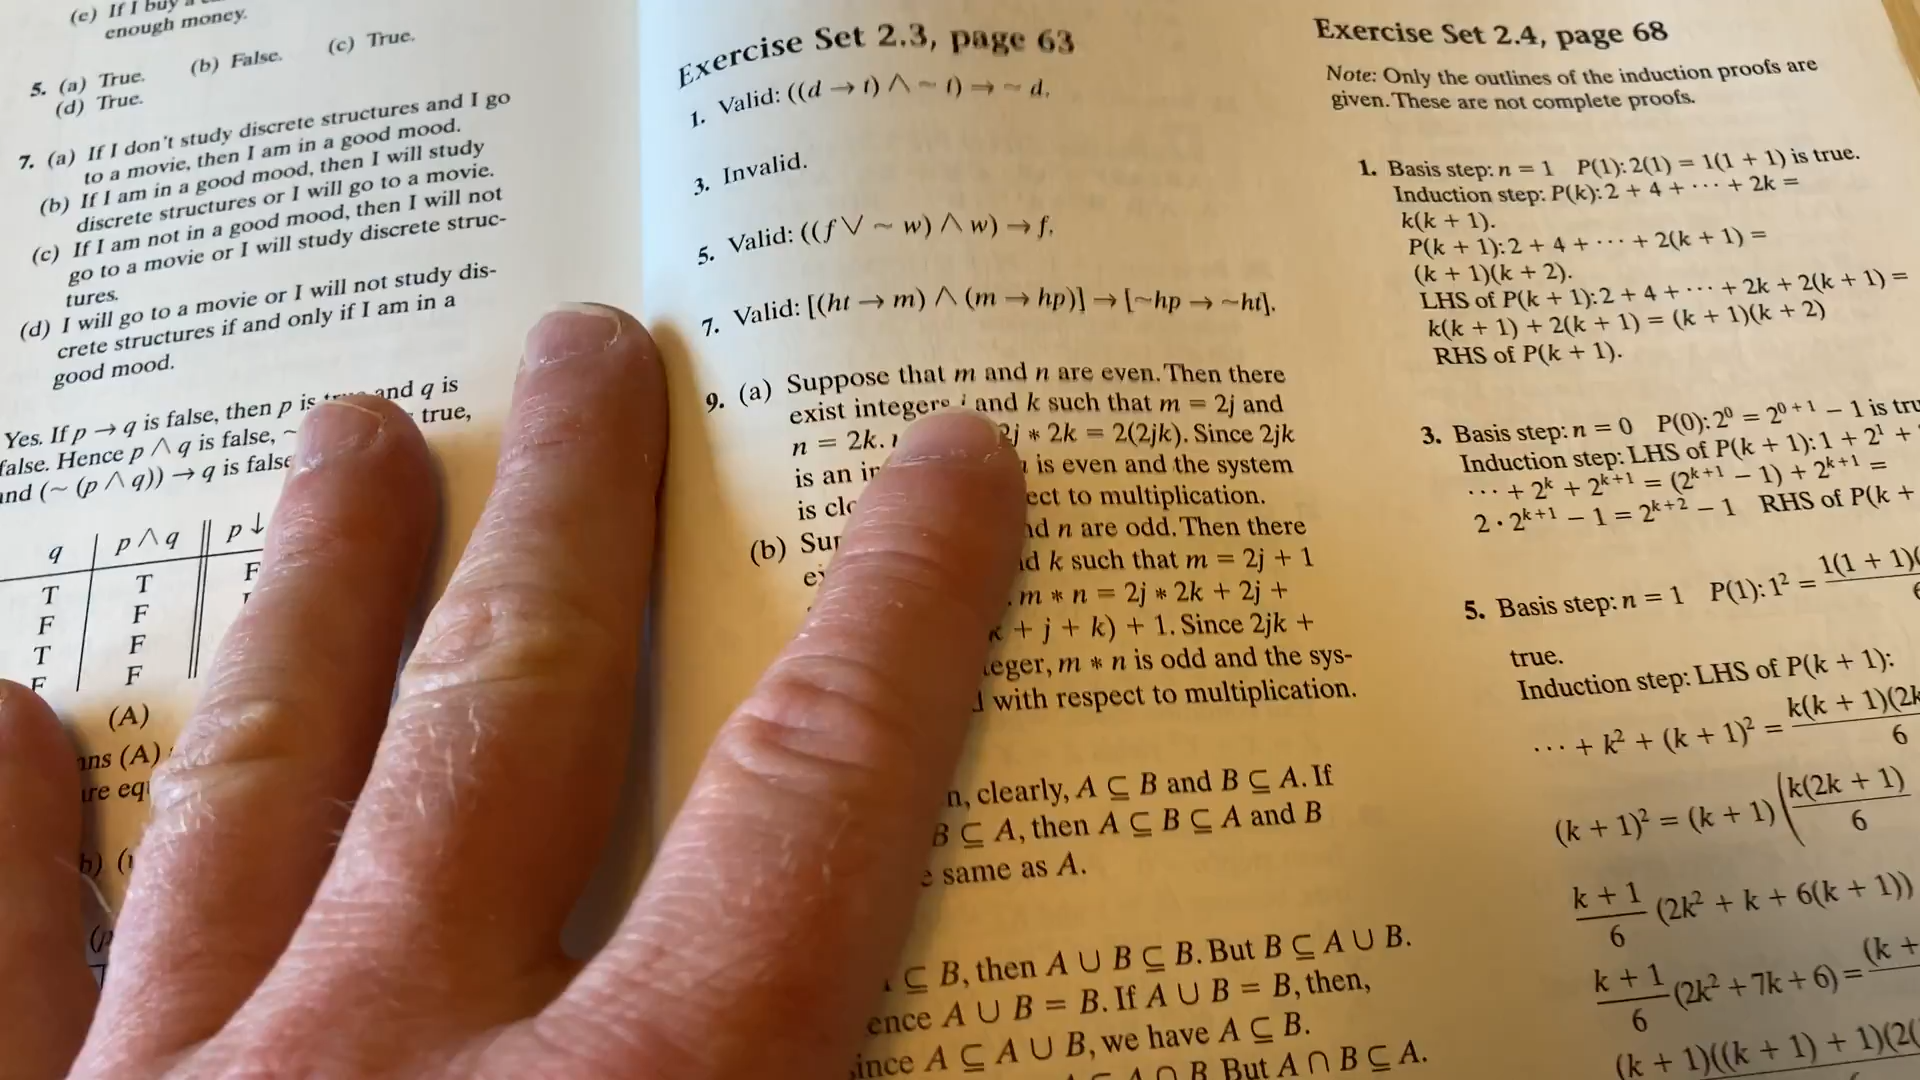 (e) If I buy a
enough money.
5. (a) True. (b) False. (c) True.
(d) True.
7. (a) If I don't study discrete structures and I go
to a movie, then I am in a good mood.
(b) If I am in a good mood, then I will study
discrete structures or I will go to a movie.
(c) If I am not in a good mood, then I will not
go to a movie or I will study discrete struc-
tures.
(d) I will go to a movie or I will not study dis-
crete structures if and only if I am in a
good mood.
Yes. If p → q is false, then p is and q is
false. Hence p ∧ q is false, ~ true,
and (~ (p ∧ q)) → q is false
q p ∧ q p ↓
T T F
F F
T F
F F
(A)
(A)
are
Exercise Set 2.3, page 63
1. Valid: ((d → t) ∧ ~ t) → ~ d.
3. Invalid.
5. Valid: ((f ∨ ~ w) ∧ w) → f.
7. Valid: [(ht → m) ∧ (m → hp)] → [~hp → ~ht].
9. (a) Suppose that m and n are even. Then there
exist integers j and k such that m = 2j and
n = 2k. 2j * 2k = 2(2jk). Since 2jk
is an is even and the system
is to multiplication.
(b) n are odd. Then there
k such that m = 2j + 1
m * n = 2j * 2k + 2j +
+ j + k) + 1. Since 2jk +
m * n is odd and the sys-
with respect to multiplication.
clearly, A ⊆ B and B ⊆ A. If
B ⊆ A, then A ⊆ B ⊆ A and B
same as A.
⊆ B, then A ∪ B ⊆ B. But B ⊆ A ∪ B.
A ∪ B = B. If A ∪ B = B, then,
A ⊆ A ∪ B, we have A ⊆ B.
B But A ∩ B ⊆ A.
Exercise Set 2.4, page 68
Note: Only the outlines of the induction proofs are
given. These are not complete proofs.
1. Basis step: n = 1 P(1): 2(1) = 1(1 + 1) is true.
Induction step: P(k): 2 + 4 + ··· + 2k =
k(k + 1).
P(k + 1): 2 + 4 + ··· + 2(k + 1) =
(k + 1)(k + 2).
LHS of P(k + 1): 2 + 4 + ··· + 2k + 2(k + 1) =
k(k + 1) + 2(k + 1) = (k + 1)(k + 2)
RHS of P(k + 1).
3. Basis step: n = 0 P(0): 2⁰ = 2⁰⁺¹ − 1 is
Induction step: LHS of P(k + 1): 1 + 2¹ +
··· + 2ᵏ + 2ᵏ⁺¹ = (2ᵏ⁺¹ − 1) + 2ᵏ⁺¹ =
2 · 2ᵏ⁺¹ − 1 = 2ᵏ⁺² − 1 RHS of P(k +
5. Basis step: n = 1 P(1): 1² = 1(1 + 1)( / 6
true.
Induction step: LHS of P(k + 1):
··· + k² + (k + 1)² = k(k + 1)(2k / 6
(k + 1)² = (k + 1) (k(2k + 1) / 6
k + 1 / 6 (2k² + k + 6(k + 1))
k + 1 / 6 (2k² + 7k + 6) = (k +
(k + 1)((k + 1) + 1)(2(